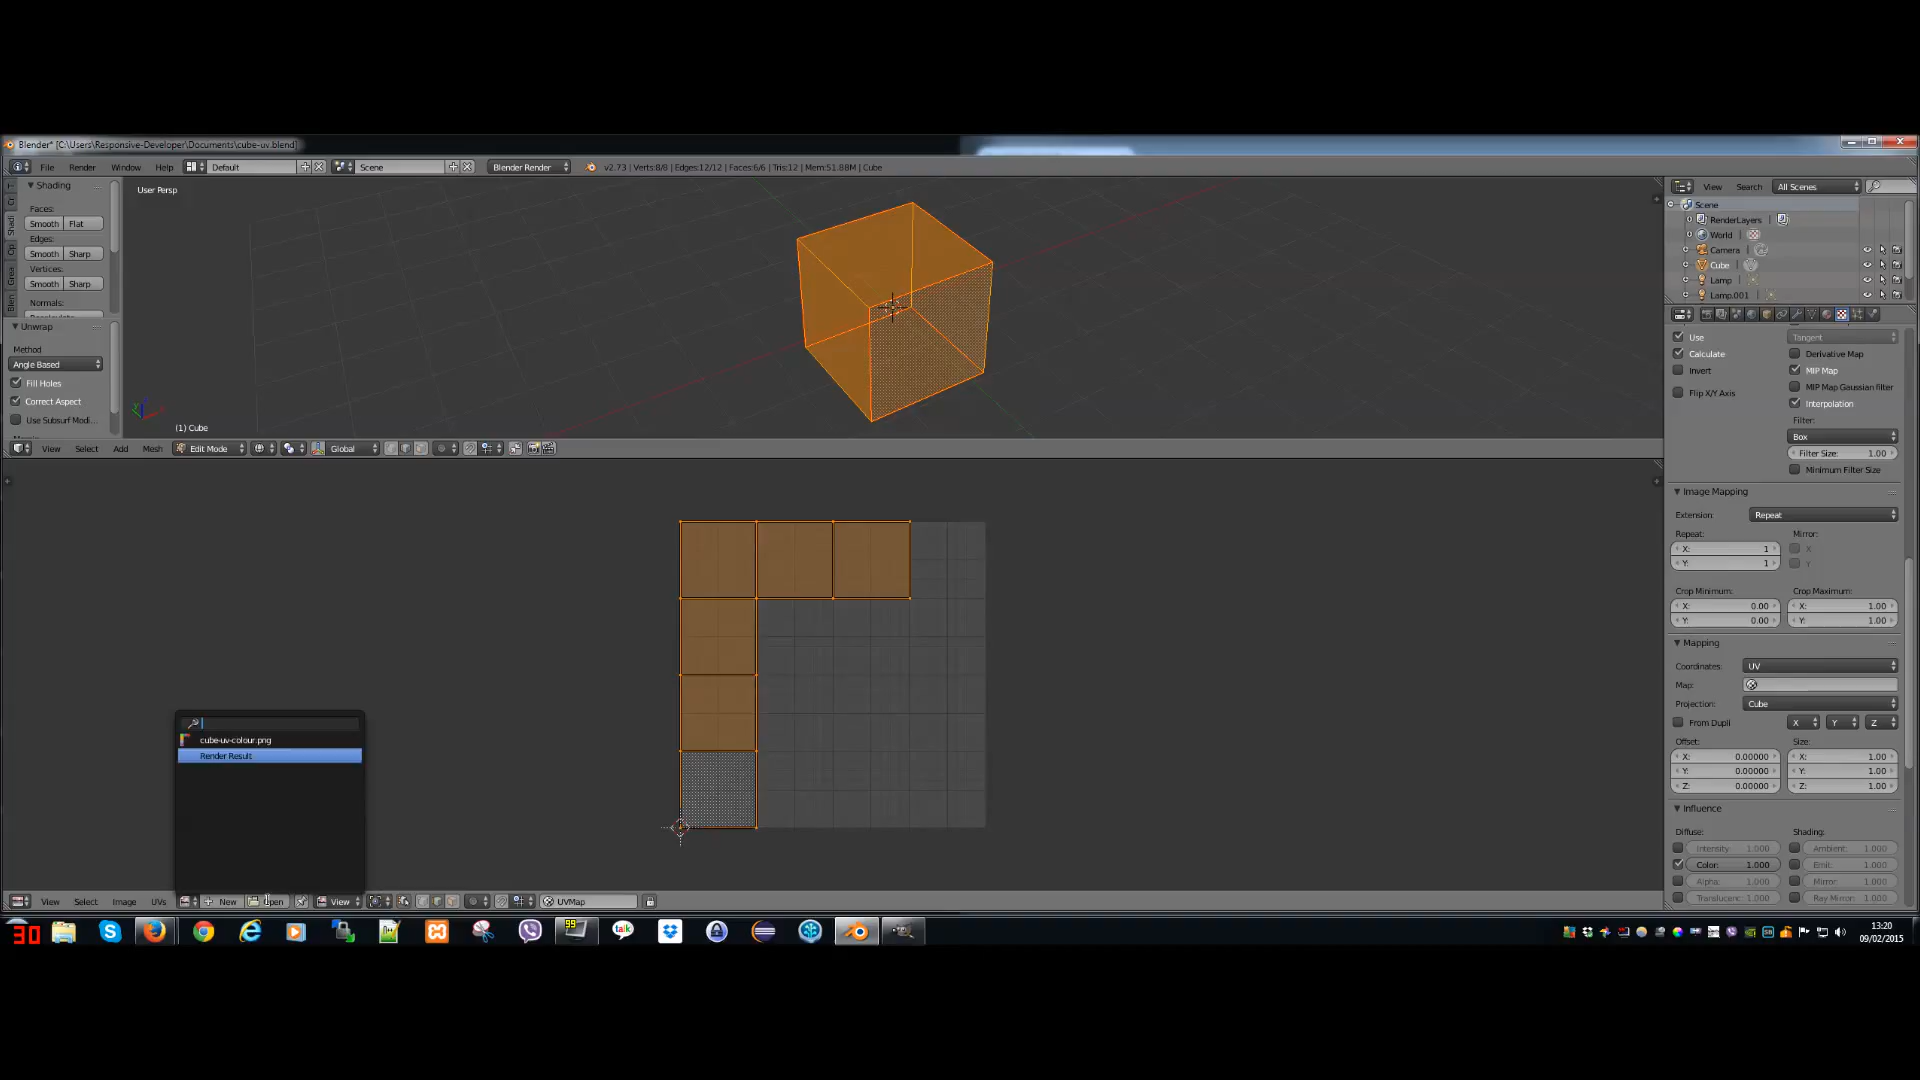 Blender* [C:\Users\Responsive-Developer\Documents\cube-uv.blend]
File Render Window Help Default Scene Blender Render v2.73 | Verts:8/8 | Edges:12/12 | Faces:6/6 | Tris:12 | Mem:51.88M | Cube
Shading
Faces:
Smooth Flat
Edges:
Smooth Sharp
Vertices:
Smooth Sharp
Normals:
Unwrap
Method
Angle Based
Fill Holes
Correct Aspect
Use Subsurf Modi...
User Persp
(1) Cube
View Select Add Mesh Edit Mode Global
cube-uv-colour.png
Render Result
View Select Image UVs New Open View UVMap
View Search All Scenes
Scene
RenderLayers
World
Camera
Cube
Lamp
Lamp.001
Use Tangent
Calculate Derivative Map
Invert MIP Map
MIP Map Gaussian filter
Flip X/Y Axis
Interpolation
Filter:
Box
Filter Size: 1.00
Minimum Filter Size
Image Mapping
Extension: Repeat
Repeat: Mirror:
X: 1 X
Y: 1 Y
Crop Minimum: Crop Maximum:
X: 0.00 X: 1.00
Y: 0.00 Y: 1.00
Mapping
Coordinates: UV
Map:
Projection: Cube
From Dupli X Y Z
Offset: Size:
X: 0.00000 X: 1.00
Y: 0.00000 Y: 1.00
Z: 0.00000 Z: 1.00
Influence
Diffuse: Shading:
Intensity: 1.000 Ambient: 1.000
Color: 1.000 Emit: 1.000
Alpha: 1.000 Mirror: 1.000
Translucent: 1.000 Ray Mirror: 1.000
30
99
talk
13:20
09/02/2015